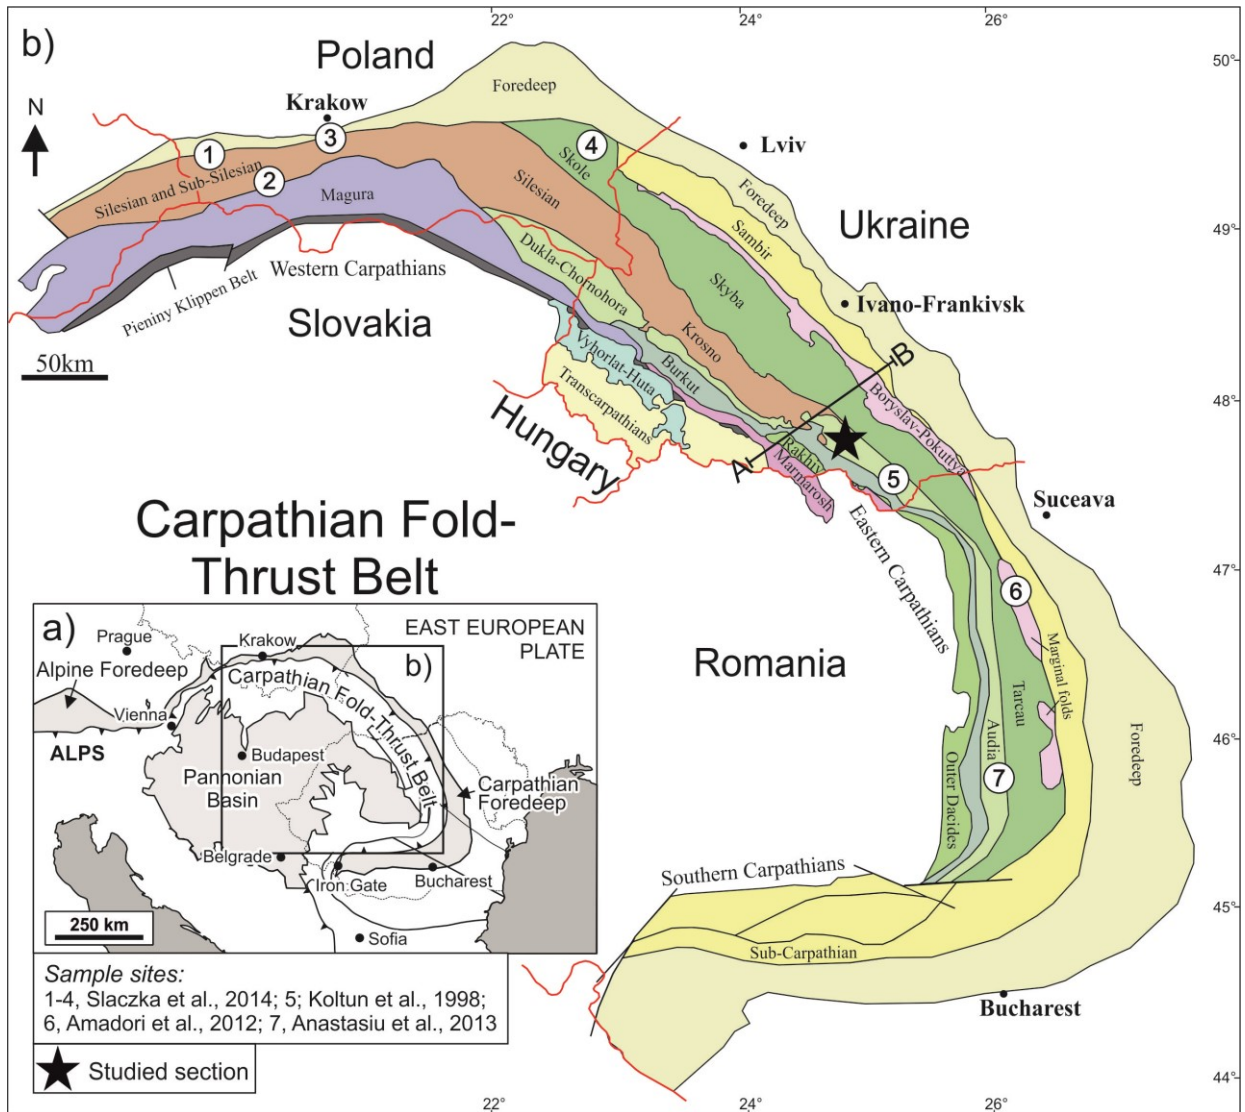 22°
24°
26°
b)
Poland
50°
Foredeep
N
Krakow
3
4
1
Lviv
Skole
2
Silesian and Sub-Silesian
Silesian
Foredeep
Magura
Ukraine
Sambir
49°
Dukla-Chornohora
Western Carpathians
Pieniny Klippen Belt
Skyba
Ivano-Frankivsk
Slovakia
Krosno
50km
Vyhorlat-Huta
Burkut
B
Transcarpathians
Boryslav-Pokuttya
48°
Hungary
Rakhiv
A
Marmarosh
5
Suceava
Carpathian Fold-
Thrust Belt
Eastern Carpathians
47°
6
Romania
Marginal folds
Tarcau
Audia
Foredeep
46°
7
Outer Dacides
Southern Carpathians
45°
Sub-Carpathian
Bucharest
44°
22°
24°
26°
a)
EAST EUROPEAN
PLATE
Prague
Krakow
b)
Alpine Foredeep
Carpathian Fold-Thrust Belt
Vienna
ALPS
Budapest
Pannonian
Basin
Carpathian
Foredeep
Belgrade
Iron Gate
Bucharest
250 km
Sofia
Sample sites:
1-4, Slaczka et al., 2014; 5; Koltun et al., 1998;
6, Amadori et al., 2012; 7, Anastasiu et al., 2013
Studied section